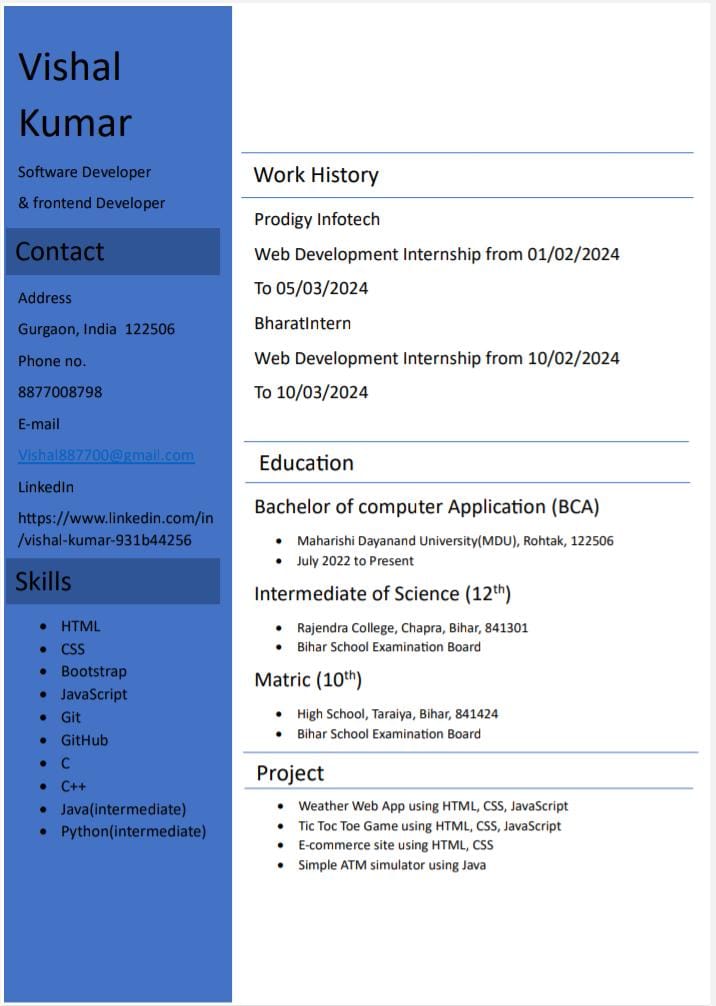 Vishal
Kumar
Software Developer
& frontend Developer
Contact
Address
Gurgaon, India 122506
Phone no.
8877008798
E-mail
Vishal887700@gmail.com
LinkedIn
https://www.linkedin.com/in
/vishal-kumar-931b44256
Skills
• HTML
• CSS
• Bootstrap
• JavaScript
• Git
• GitHub
• C
• C++
• Java(intermediate)
• Python(intermediate)
Work History
Prodigy Infotech
Web Development Internship from 01/02/2024
To 05/03/2024
BharatIntern
Web Development Internship from 10/02/2024
To 10/03/2024
Education
Bachelor of computer Application (BCA)
• Maharishi Dayanand University(MDU), Rohtak, 122506
• July 2022 to Present
Intermediate of Science (12th)
• Rajendra College, Chapra, Bihar, 841301
• Bihar School Examination Board
Matric (10th)
• High School, Taraiya, Bihar, 841424
• Bihar School Examination Board
Project
• Weather Web App using HTML, CSS, JavaScript
• Tic Toc Toe Game using HTML, CSS, JavaScript
• E-commerce site using HTML, CSS
• Simple ATM simulator using Java